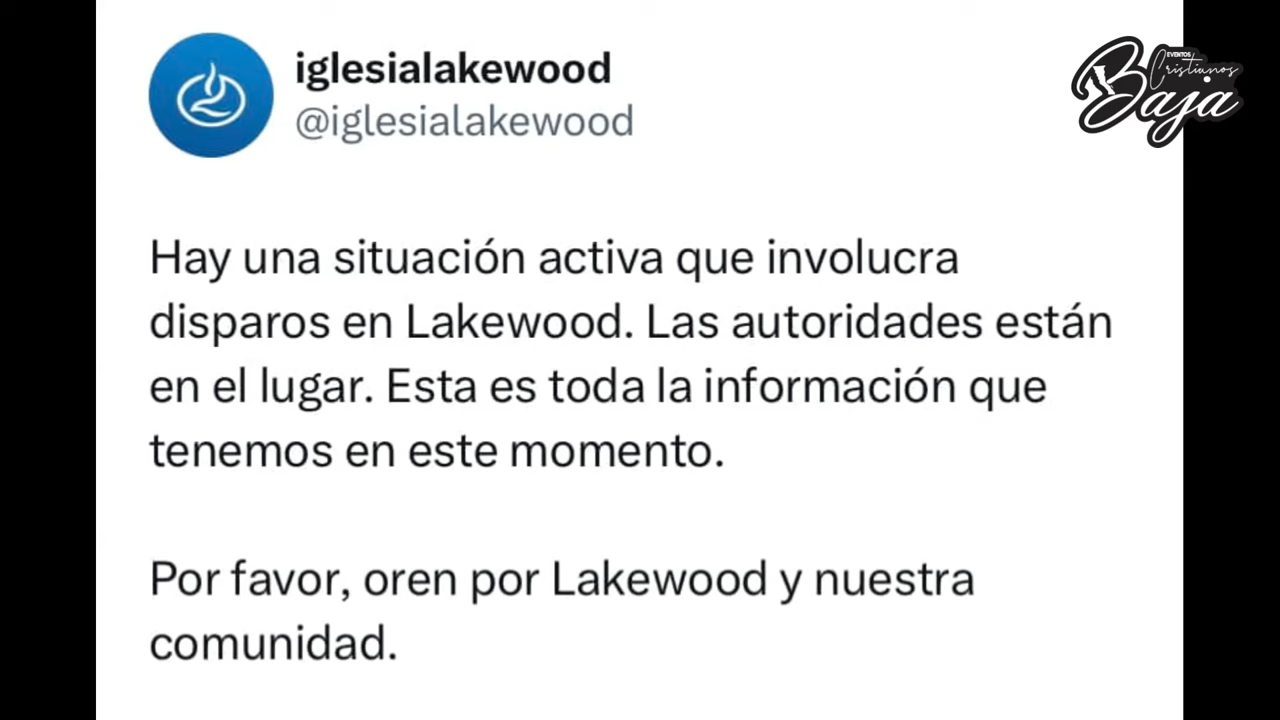 iglesialakewood
@iglesialakewood
EVENTOS
Cristianos
Baja
Hay una situación activa que involucra
disparos en Lakewood. Las autoridades están
en el lugar. Esta es toda la información que
tenemos en este momento.
Por favor, oren por Lakewood y nuestra
comunidad.